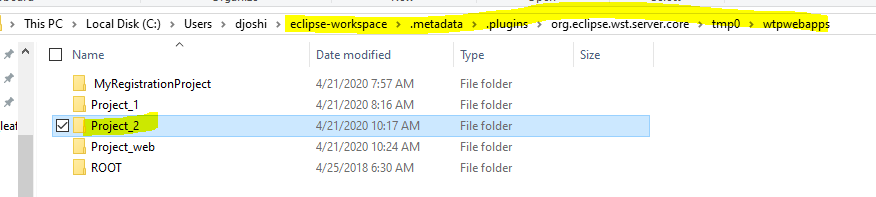 This PC > Local Disk (C:) > Users > djoshi > eclipse-workspace > .metadata > .plugins > org.eclipse.wst.server.core > tmp0 > wtpwebapps
Name Date modified Type Size
MyRegistrationProject 4/21/2020 7:57 AM File folder
Project_1 4/21/2020 8:16 AM File folder
leaf Project_2 4/21/2020 10:17 AM File folder
Project_web 4/21/2020 10:24 AM File folder
ROOT 4/25/2018 6:30 AM File folder